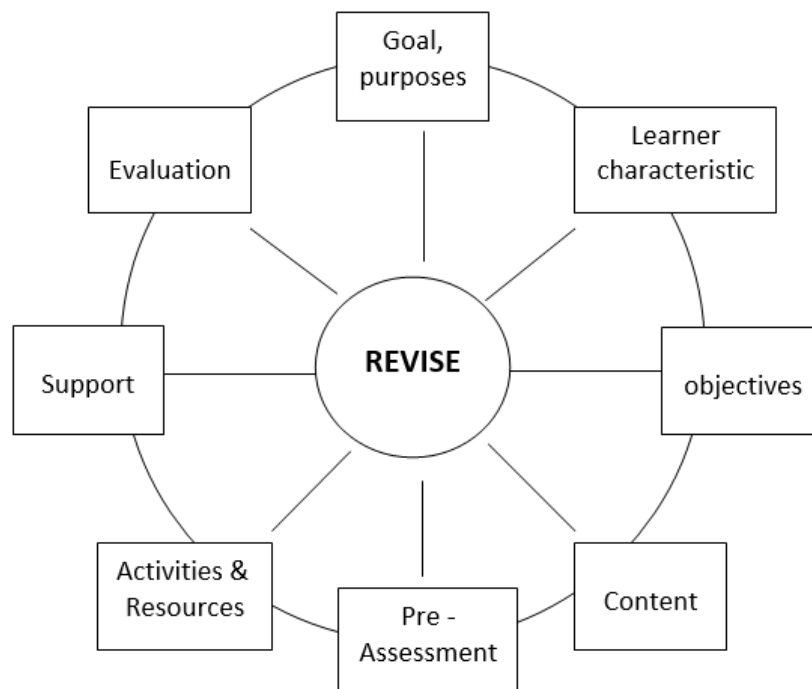 Goal,
purposes
Learner
characteristic
Evaluation
REVISE
Support
objectives
Activities &
Resources
Pre -
Assessment
Content